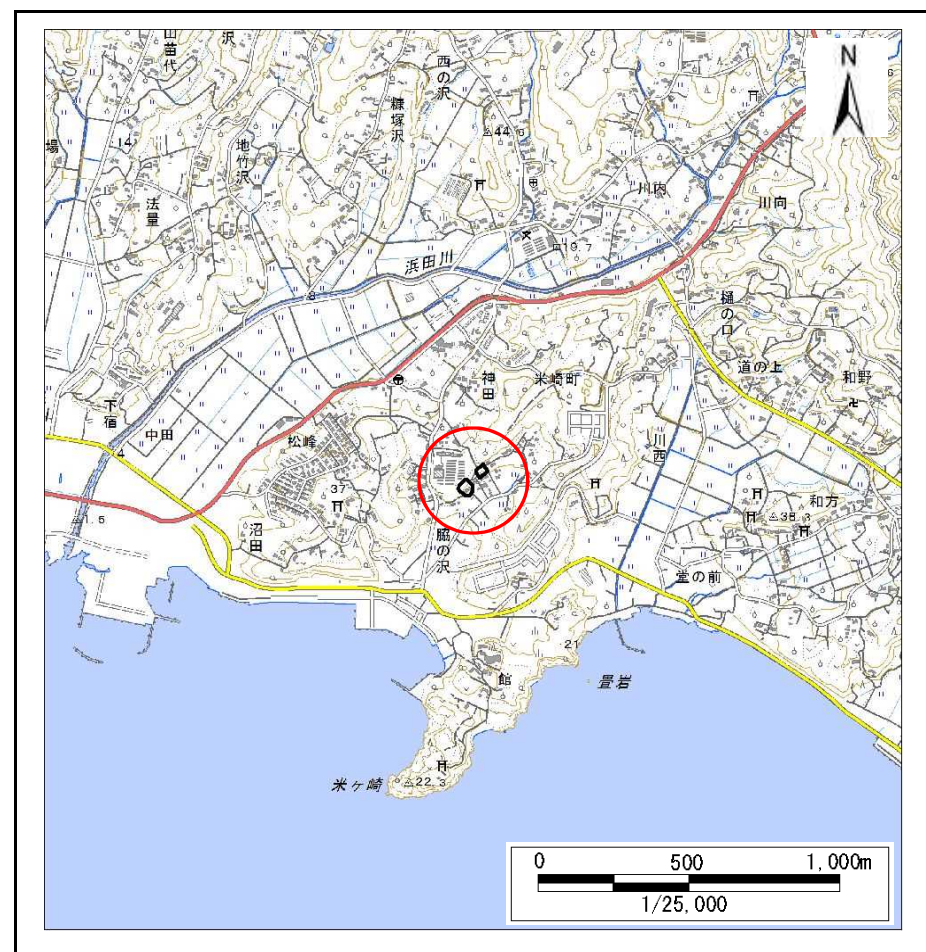 山苗代
沢
西の沢
糠塚沢
N
6
場
14
地竹沢
44.5
法量
川内
川向
19.7
浜田川
8
樋の口
下宿
神田
米崎町
道の上
和野
中田
松峰
川西
4
37
和方
38.3
1.5
沼田
脇の沢
堂の前
21
館
畳岩
米ヶ崎
22.3
0 500 1,000m
1/25,000